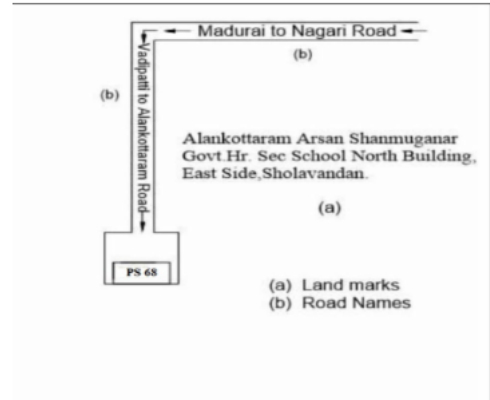 Madurai to Nagari Road
(b)
(b)
Vadipatti to Alankottaram Road
Alankottaram Arsan Shanmuganar
Govt.Hr. Sec School North Building,
East Side,Sholavandan.
(a)
PS 68
(a) Land marks
(b) Road Names